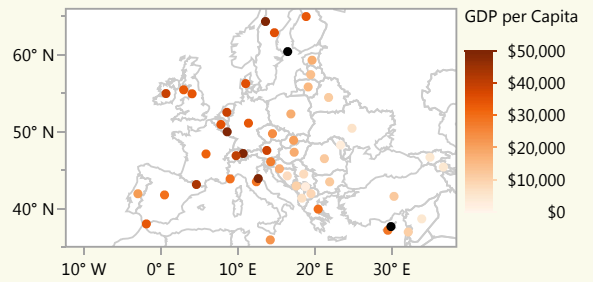 GDP per Capita
$50,000
$40,000
$30,000
$20,000
$10,000
$0
60° N
50° N
40° N
10° W 0° E 10° E 20° E 30° E